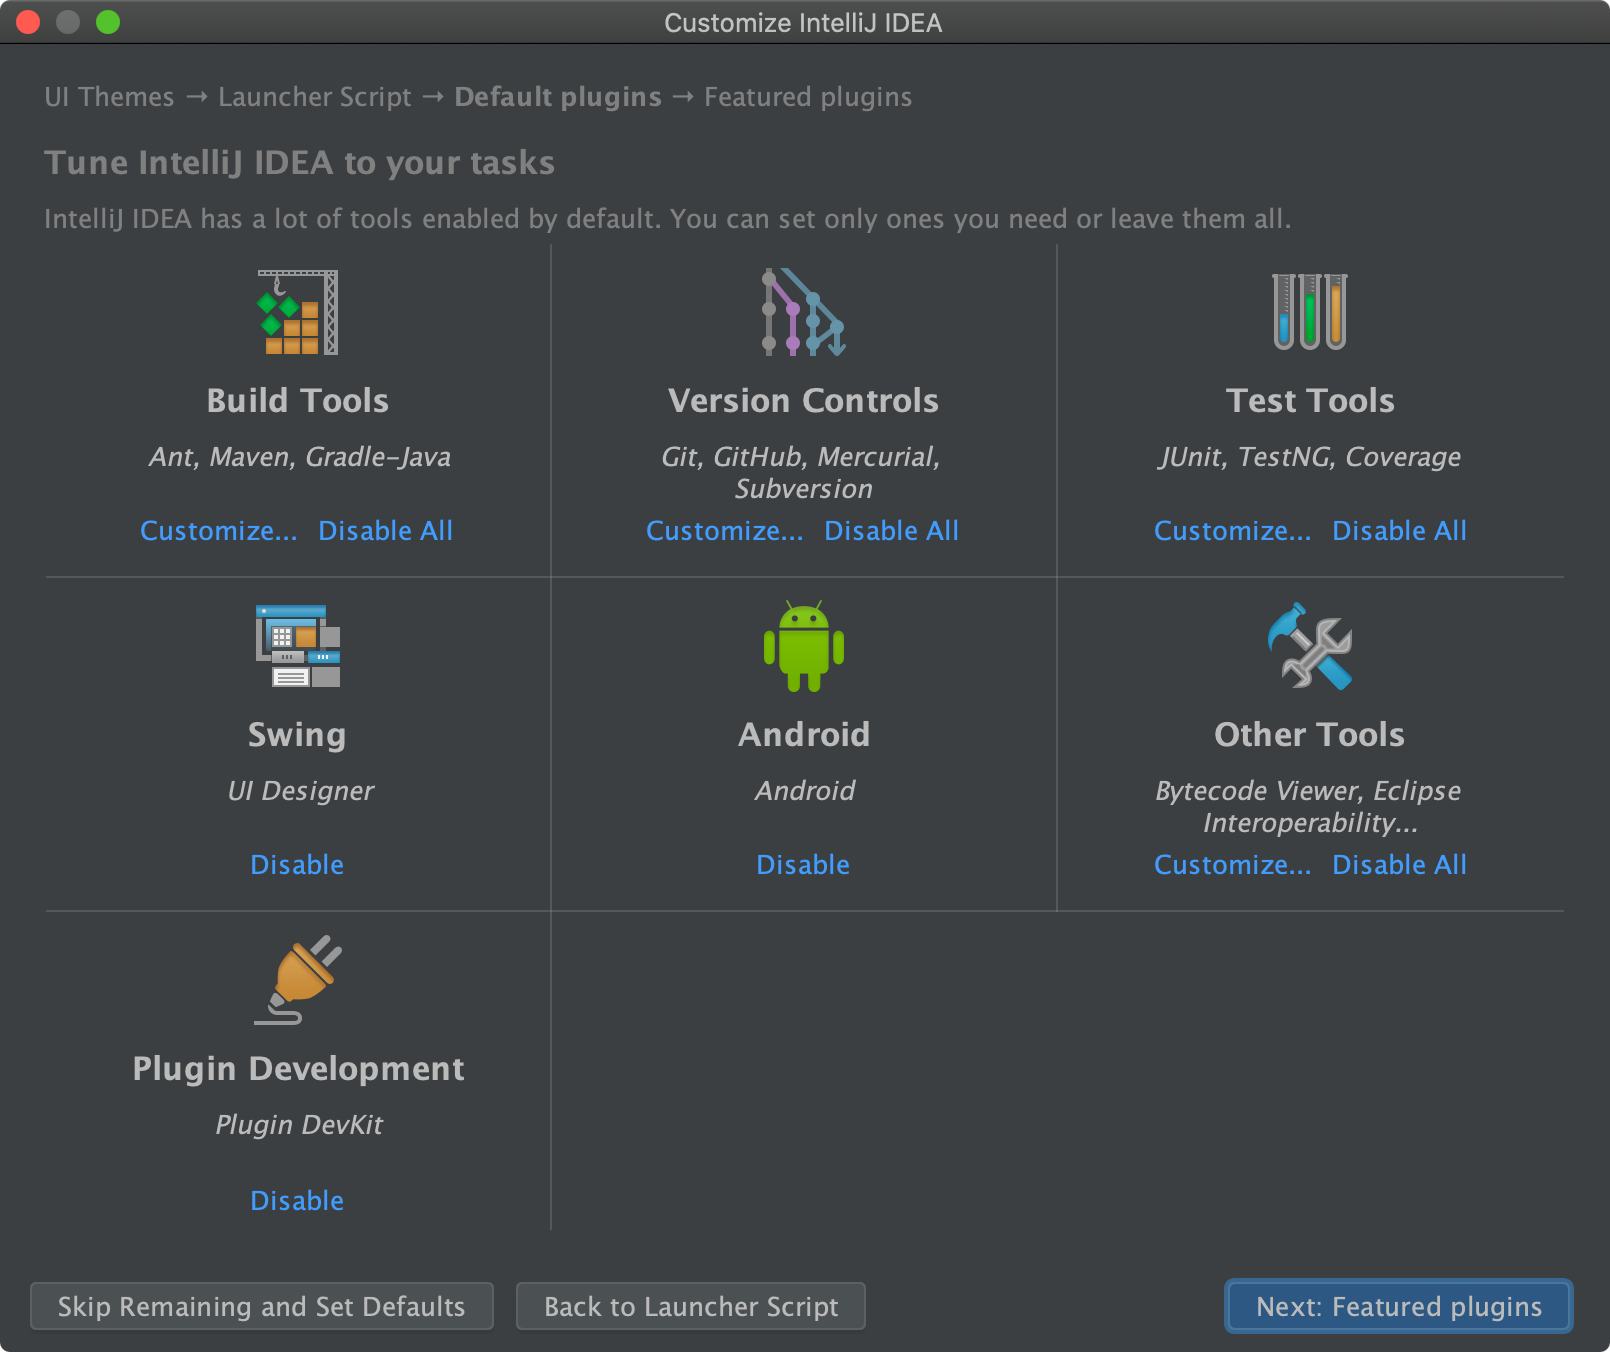 Customize IntelliJ IDEA
UI Themes → Launcher Script → Default plugins → Featured plugins
Tune IntelliJ IDEA to your tasks
IntelliJ IDEA has a lot of tools enabled by default. You can set only ones you need or leave them all.
Build Tools
Ant, Maven, Gradle-Java
Customize... Disable All
Version Controls
Git, GitHub, Mercurial,
Subversion
Customize... Disable All
Test Tools
JUnit, TestNG, Coverage
Customize... Disable All
Swing
UI Designer
Disable
Android
Android
Disable
Other Tools
Bytecode Viewer, Eclipse
Interoperability...
Customize... Disable All
Plugin Development
Plugin DevKit
Disable
Skip Remaining and Set Defaults
Back to Launcher Script
Next: Featured plugins